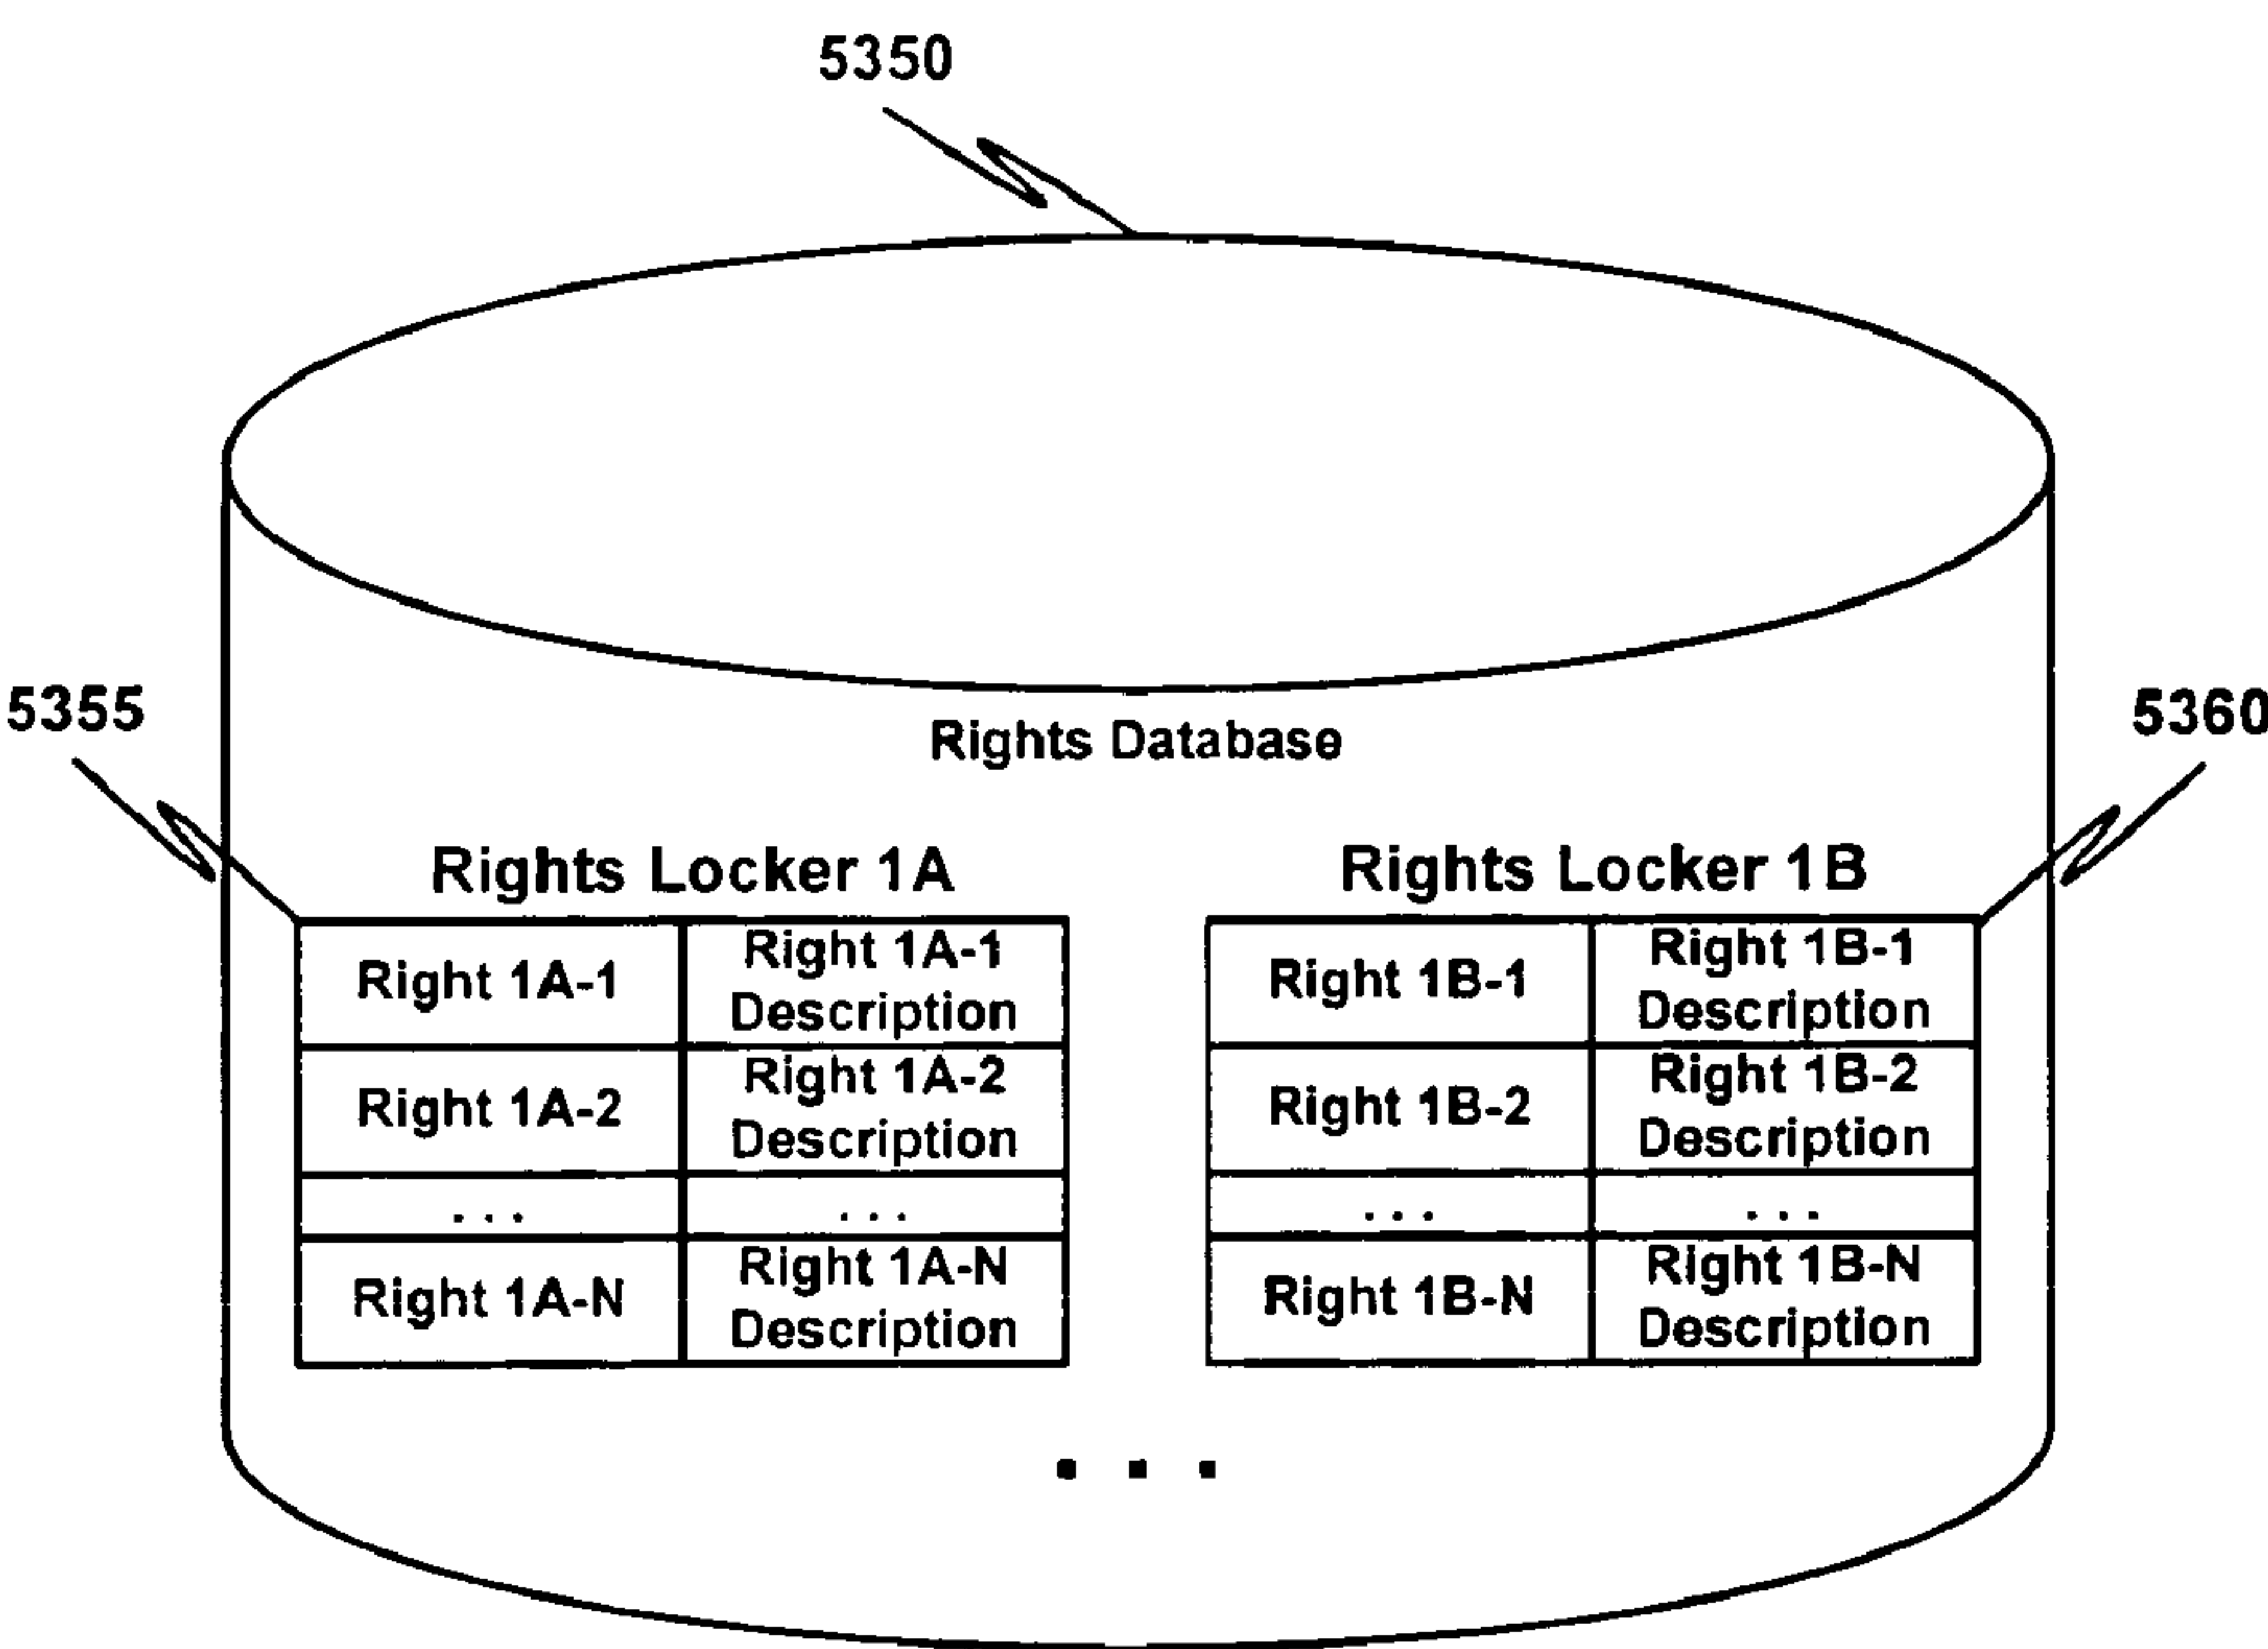 5350
5355
5360
Rights Database
Rights Locker 1A
Rights Locker 1B
Right 1A-1
Right 1A-1
Description
Right 1A-2
Right 1A-2
Description
. . .
. . .
Right 1A-N
Right 1A-N
Description
Right 1B-1
Right 1B-1
Description
Right 1B-2
Right 1B-2
Description
. . .
. . .
Right 1B-N
Right 1B-N
Description
. . .